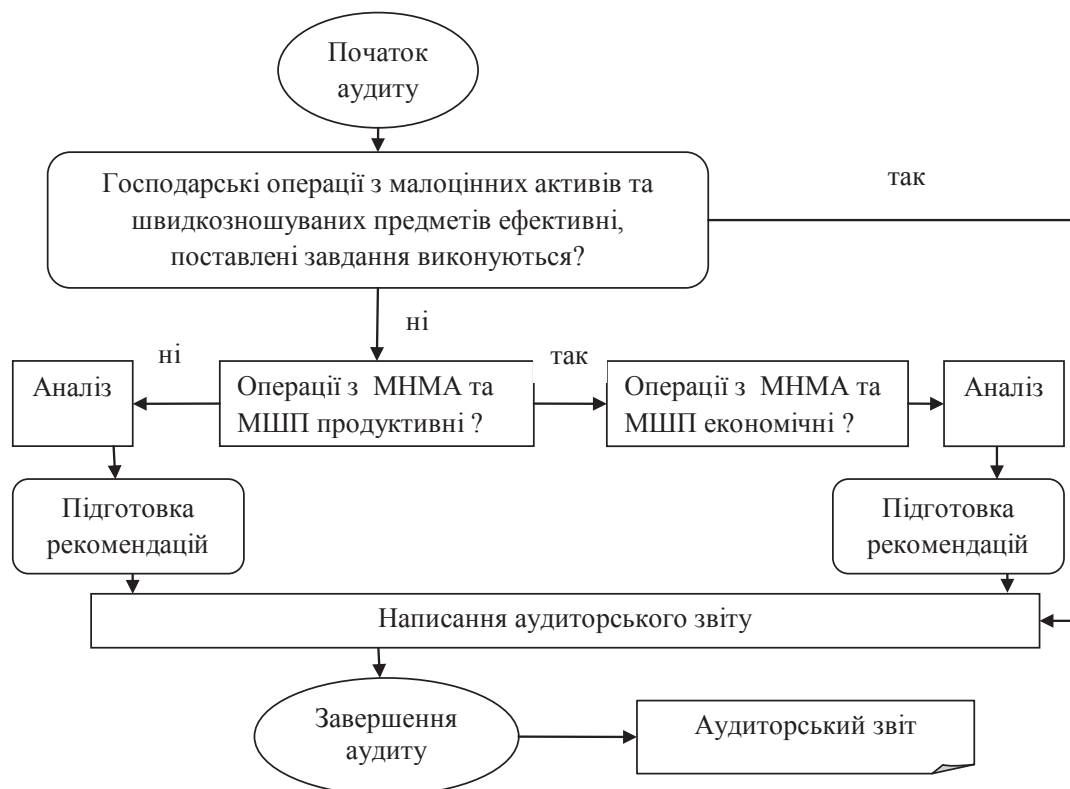 Початок
аудиту
Господарські операції з малоцінних активів та
швидкозношуваних предметів ефективні,
поставлені завдання виконуються?
так
ні
ні
так
Аналіз
Операції з МНМА та
МШП продуктивні ?
Операції з МНМА та
МШП економічні ?
Аналіз
Підготовка
рекомендацій
Підготовка
рекомендацій
Написання аудиторського звіту
Завершення
аудиту
Аудиторський звіт